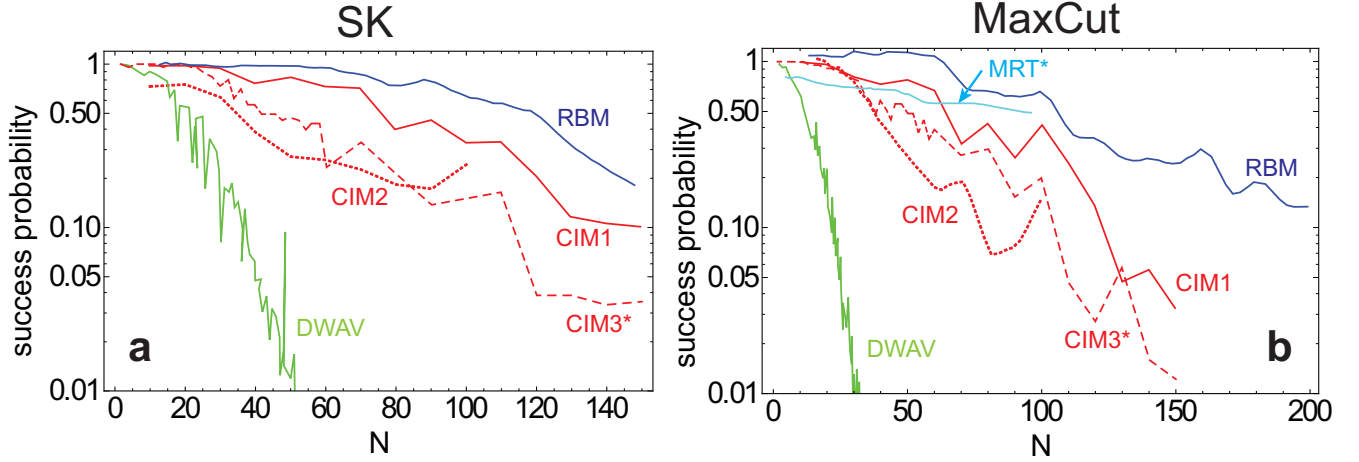 SK
success probability
1
0.50
0.10
0.05
0.01
RBM
CIM2
CIM1
CIM3*
DWAV
a
0 20 40 60 80 100 120 140
N
MaxCut
success probability
1
0.50
0.10
0.05
0.01
MRT*
RBM
CIM2
CIM1
CIM3*
DWAV
b
0 50 100 150 200
N